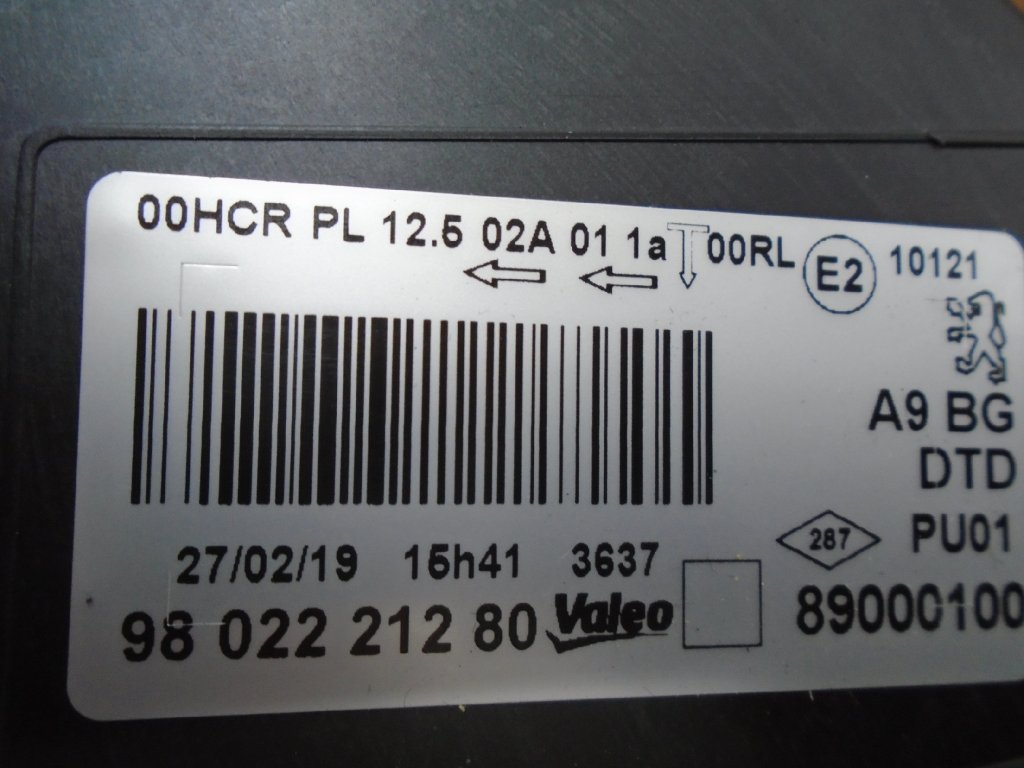 00HCR PL 12.5 02A 01 1a 00RL E2 10121
A9 BG
DTD
287 PU01
27/02/19 15h41 3637
98 022 212 80 Valeo 89000100